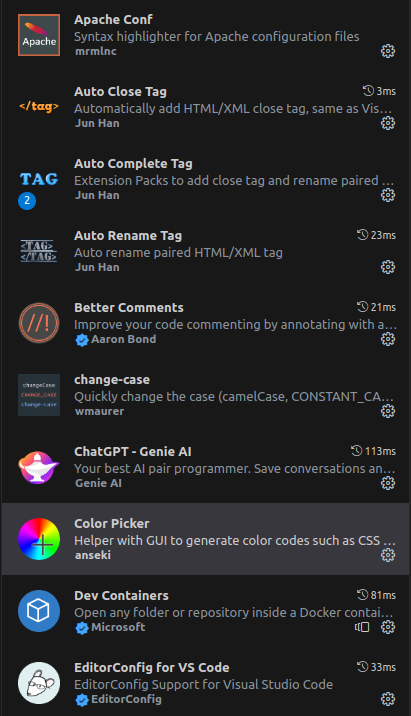 Apache Conf
Apache
Syntax highlighter for Apache configuration files
mrmlnc
Auto Close Tag 3ms
</tag>
Automatically add HTML/XML close tag, same as Vis...
Jun Han
Auto Complete Tag
TAG
Extension Packs to add close tag and rename paired ...
2
Jun Han
Auto Rename Tag 23ms
<TAG>
</TAG>
Auto rename paired HTML/XML tag
Jun Han
Better Comments 21ms
//!
Improve your code commenting by annotating with a...
Aaron Bond
change-case
changeCase
CHANGE_CASE
change-case
Quickly change the case (camelCase, CONSTANT_CA...
wmaurer
ChatGPT - Genie AI 113ms
Your best AI pair programmer. Save conversations an...
Genie AI
Color Picker
Helper with GUI to generate color codes such as CSS ...
anseki
Dev Containers 81ms
Open any folder or repository inside a Docker contai...
Microsoft
EditorConfig for VS Code 33ms
EditorConfig Support for Visual Studio Code
EditorConfig